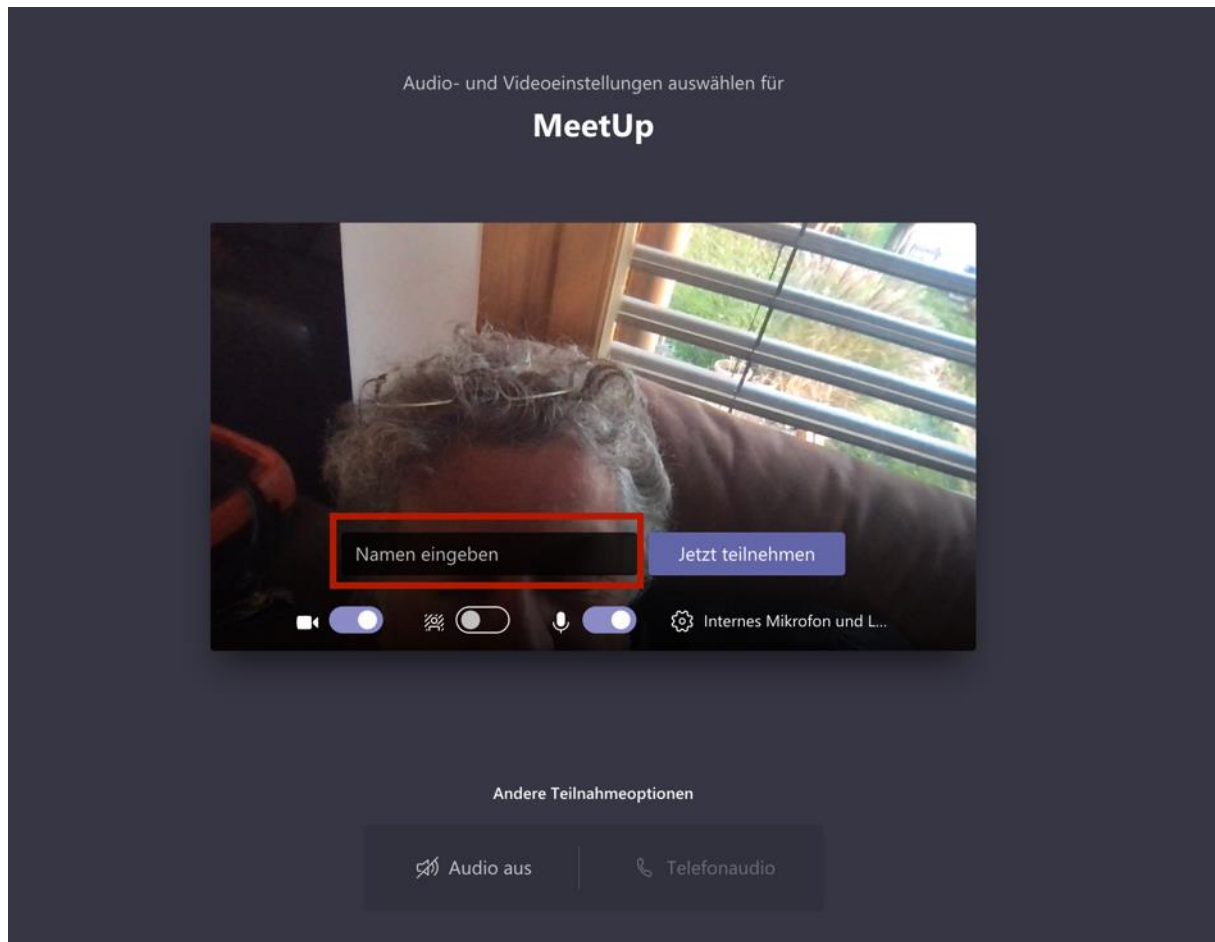 Audio- und Videoeinstellungen auswählen für
MeetUp
Namen eingeben
Jetzt teilnehmen
Internes Mikrofon und L...
Andere Teilnahmeoptionen
Audio aus
Telefonaudio